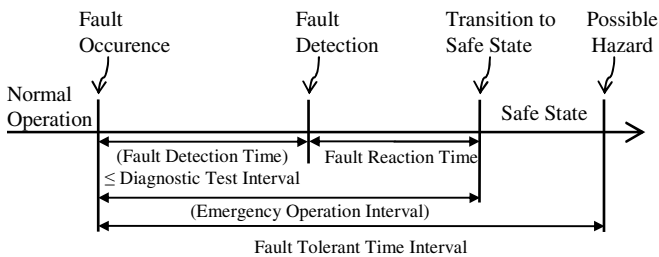 Fault
Occurence
Fault
Detection
Transition to
Safe State
Possible
Hazard
Normal
Operation
Safe State
(Fault Detection Time)
≤ Diagnostic Test Interval
Fault Reaction Time
(Emergency Operation Interval)
Fault Tolerant Time Interval